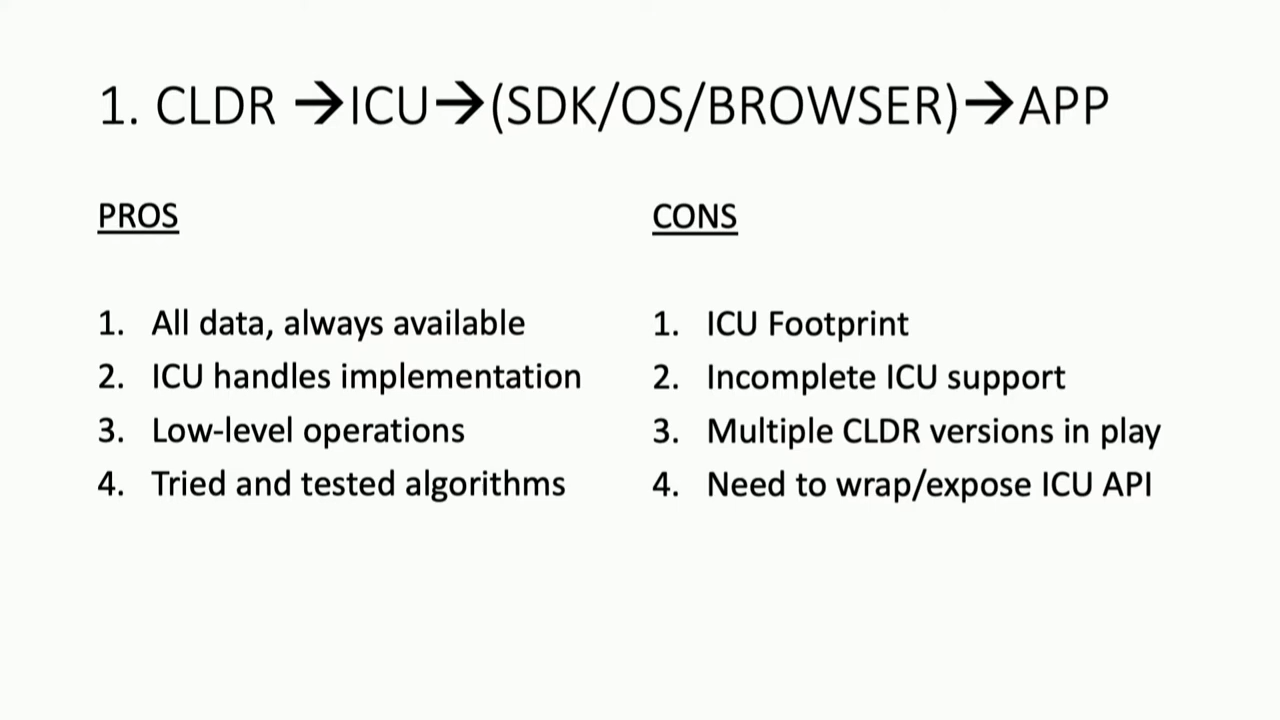 1. CLDR →ICU→(SDK/OS/BROWSER)→APP
PROS
1. All data, always available
2. ICU handles implementation
3. Low-level operations
4. Tried and tested algorithms
CONS
1. ICU Footprint
2. Incomplete ICU support
3. Multiple CLDR versions in play
4. Need to wrap/expose ICU API